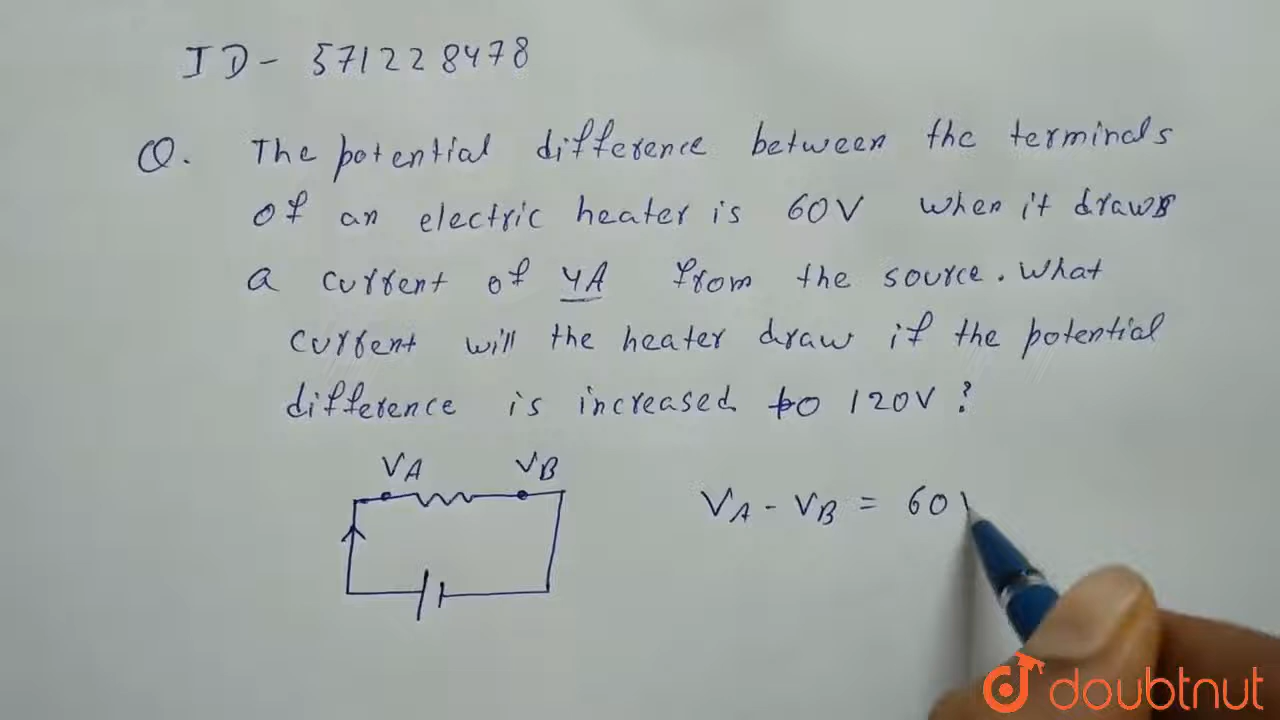 ID- 571228478
Q. The potential difference between the terminals
of an electric heater is 60V when it draws
a current of 4A from the source. What
current will the heater draw if the potential
difference is increased to 120V?
VA VB
VA - VB = 60V
doubtnut